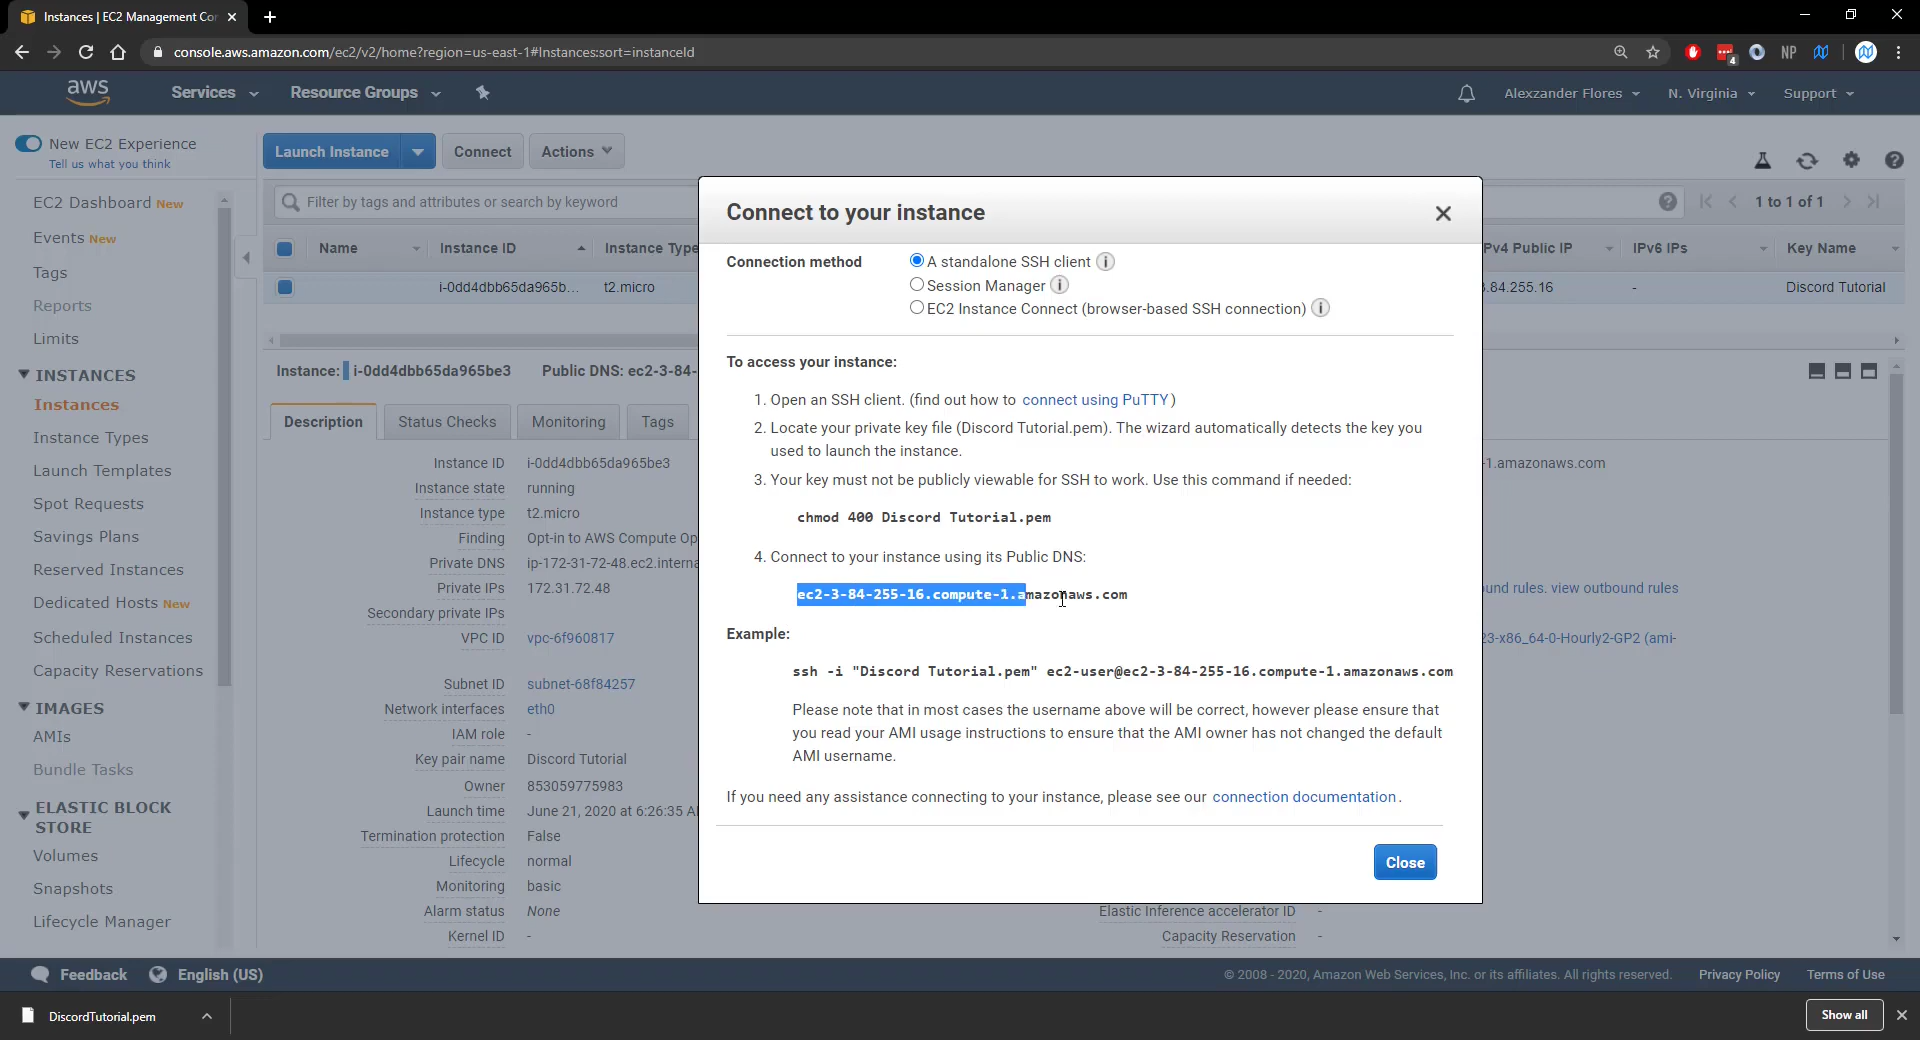 Instances | EC2 Management Con
console.aws.amazon.com/ec2/v2/home?region=us-east-1#Instances:sort=instanceId
4
NP
aws
Services
Resource Groups
Alexzander Flores
N. Virginia
Support
New EC2 Experience
Tell us what you think
EC2 Dashboard New
Events New
Tags
Reports
Limits
INSTANCES
Instances
Instance Types
Launch Templates
Spot Requests
Savings Plans
Reserved Instances
Dedicated Hosts New
Scheduled Instances
Capacity Reservations
IMAGES
AMIs
Bundle Tasks
ELASTIC BLOCK
STORE
Volumes
Snapshots
Lifecycle Manager
Launch Instance
Connect
Actions
Filter by tags and attributes or search by keyword
1 to 1 of 1
Name
Instance ID
Instance Type
Pv4 Public IP
IPv6 IPs
Key Name
i-0dd4dbb65da965b...
t2.micro
.84.255.16
-
Discord Tutorial
Instance: i-0dd4dbb65da965be3 Public DNS: ec2-3-84-
Description
Status Checks
Monitoring
Tags
Instance ID i-0dd4dbb65da965be3
Instance state running
Instance type t2.micro
Finding Opt-in to AWS Compute Op
Private DNS ip-172-31-72-48.ec2.interna
Private IPs 172.31.72.48
Secondary private IPs
VPC ID vpc-6f960817
Subnet ID subnet-68f84257
Network interfaces eth0
IAM role -
Key pair name Discord Tutorial
Owner 853059775983
Launch time June 21, 2020 at 6:26:35 A
Termination protection False
Lifecycle normal
Monitoring basic
Alarm status None
Kernel ID -
-1.amazonaws.com
und rules. view outbound rules
23-x86_64-0-Hourly2-GP2 (ami-
Elastic Inference accelerator ID -
Capacity Reservation -
Connect to your instance
Connection method
A standalone SSH client
Session Manager
EC2 Instance Connect (browser-based SSH connection)
To access your instance:
1. Open an SSH client. (find out how to connect using PuTTY)
2. Locate your private key file (Discord Tutorial.pem). The wizard automatically detects the key you
used to launch the instance.
3. Your key must not be publicly viewable for SSH to work. Use this command if needed:
chmod 400 Discord Tutorial.pem
4. Connect to your instance using its Public DNS:
ec2-3-84-255-16.compute-1.amazonaws.com
Example:
ssh -i "Discord Tutorial.pem" ec2-user@ec2-3-84-255-16.compute-1.amazonaws.com
Please note that in most cases the username above will be correct, however please ensure that
you read your AMI usage instructions to ensure that the AMI owner has not changed the default
AMI username.
If you need any assistance connecting to your instance, please see our connection documentation.
Close
Feedback
English (US)
© 2008 - 2020, Amazon Web Services, Inc. or its affiliates. All rights reserved.
Privacy Policy
Terms of Use
DiscordTutorial.pem
Show all